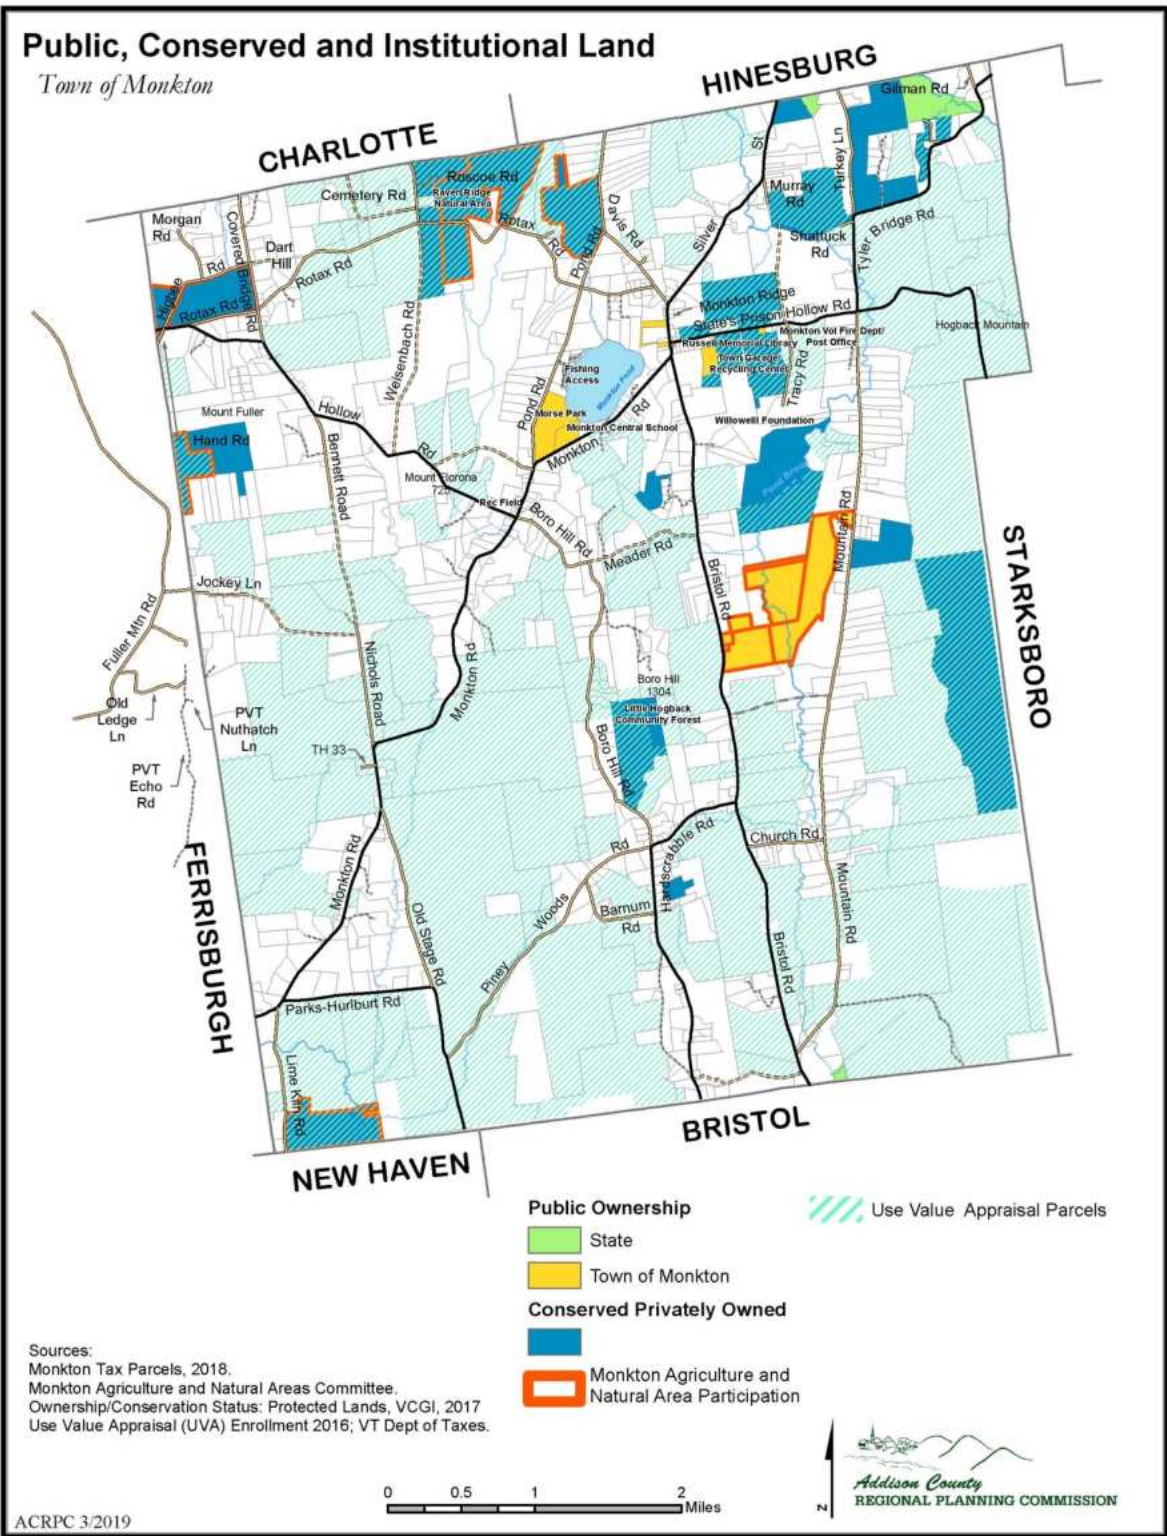 Public, Conserved and Institutional Land
Town of Monkton
HINESBURG
CHARLOTTE
Gilman Rd
St
Turkey Ln
Roscoe Rd
Cemetery Rd
Raven Ridge
Natural Area
Murray
Rd
Morgan
Rd
Covered Bridge Rd
Rotax
Rd
Davis Rd
Silver
Tyler Bridge Rd
Shattuck
Rd
Dart
Hill
Rd
Rotax Rd
Pond Rd
Higbee
Rotax Rd
Monkton Ridge
State's Prison Hollow Rd
Hogback Mountain
Monkton Vol Fire Dept/
Post Office
Russell Memorial Library
Town Garage/
Recycling Center
Weisenbach Rd
Fishing
Access
Monkton Pond
Tracy Rd
Pond Rd
Mount Fuller
Hollow
Rd
Morse Park
Rd
Monkton Central School
Willowell Foundation
Hand Rd
Bennett Road
Rd
Monkton
Mount Florona
Pond Brook
Rec Field
Boro Hill Rd
Mountain Rd
Meader Rd
STARKSBORO
Jockey Ln
Bristol Rd
Fuller Mtn Rd
Nichols Road
Monkton Rd
Boro Hill
1304
Old
Ledge
Ln
PVT
Nuthatch
Ln
Little Hogback
Community Forest
TH 33
Boro Hill Rd
PVT
Echo
Rd
FERRISBURGH
Monkton Rd
Rd
Hardscrabble Rd
Church Rd
Mountain Rd
Woods
Barnum
Rd
Old Stage Rd
Bristol Rd
Piney
Parks-Hurlburt Rd
Lime Kiln Rd
BRISTOL
NEW HAVEN
Public Ownership
State
Town of Monkton
Conserved Privately Owned
Monkton Agriculture and
Natural Area Participation
Use Value Appraisal Parcels
Sources:
Monkton Tax Parcels, 2018.
Monkton Agriculture and Natural Areas Committee.
Ownership/Conservation Status: Protected Lands, VCGI, 2017
Use Value Appraisal (UVA) Enrollment 2016; VT Dept of Taxes.
0 0.5 1 2
Miles
N
Addison County
REGIONAL PLANNING COMMISSION
ACRPC 3/2019